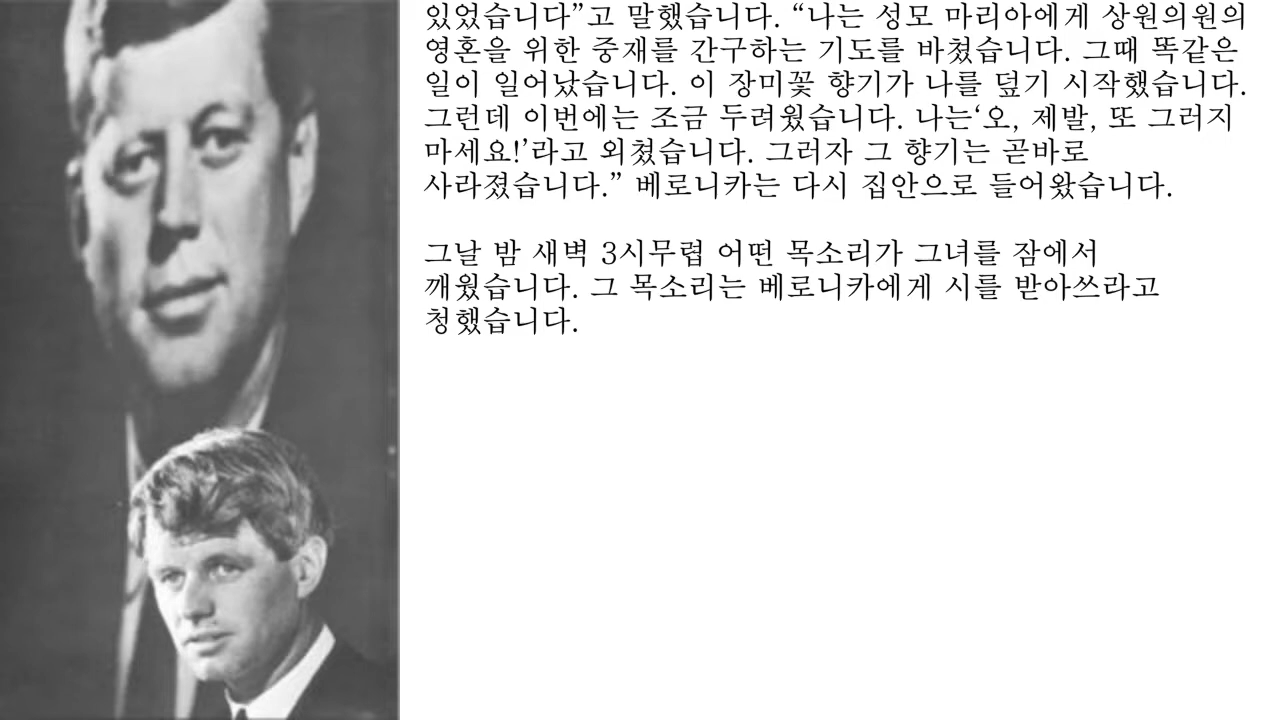 있었습니다”고 말했습니다. “나는 성모 마리아에게 상원의원의
영혼을 위한 중재를 간구하는 기도를 바쳤습니다. 그때 똑같은
일이 일어났습니다. 이 장미꽃 향기가 나를 덮기 시작했습니다.
그런데 이번에는 조금 두려웠습니다. 나는‘오, 제발, 또 그러지
마세요!’라고 외쳤습니다. 그러자 그 향기는 곧바로
사라졌습니다.” 베로니카는 다시 집안으로 들어왔습니다.
그날 밤 새벽 3시무렵 어떤 목소리가 그녀를 잠에서
깨웠습니다. 그 목소리는 베로니카에게 시를 받아쓰라고
청했습니다.